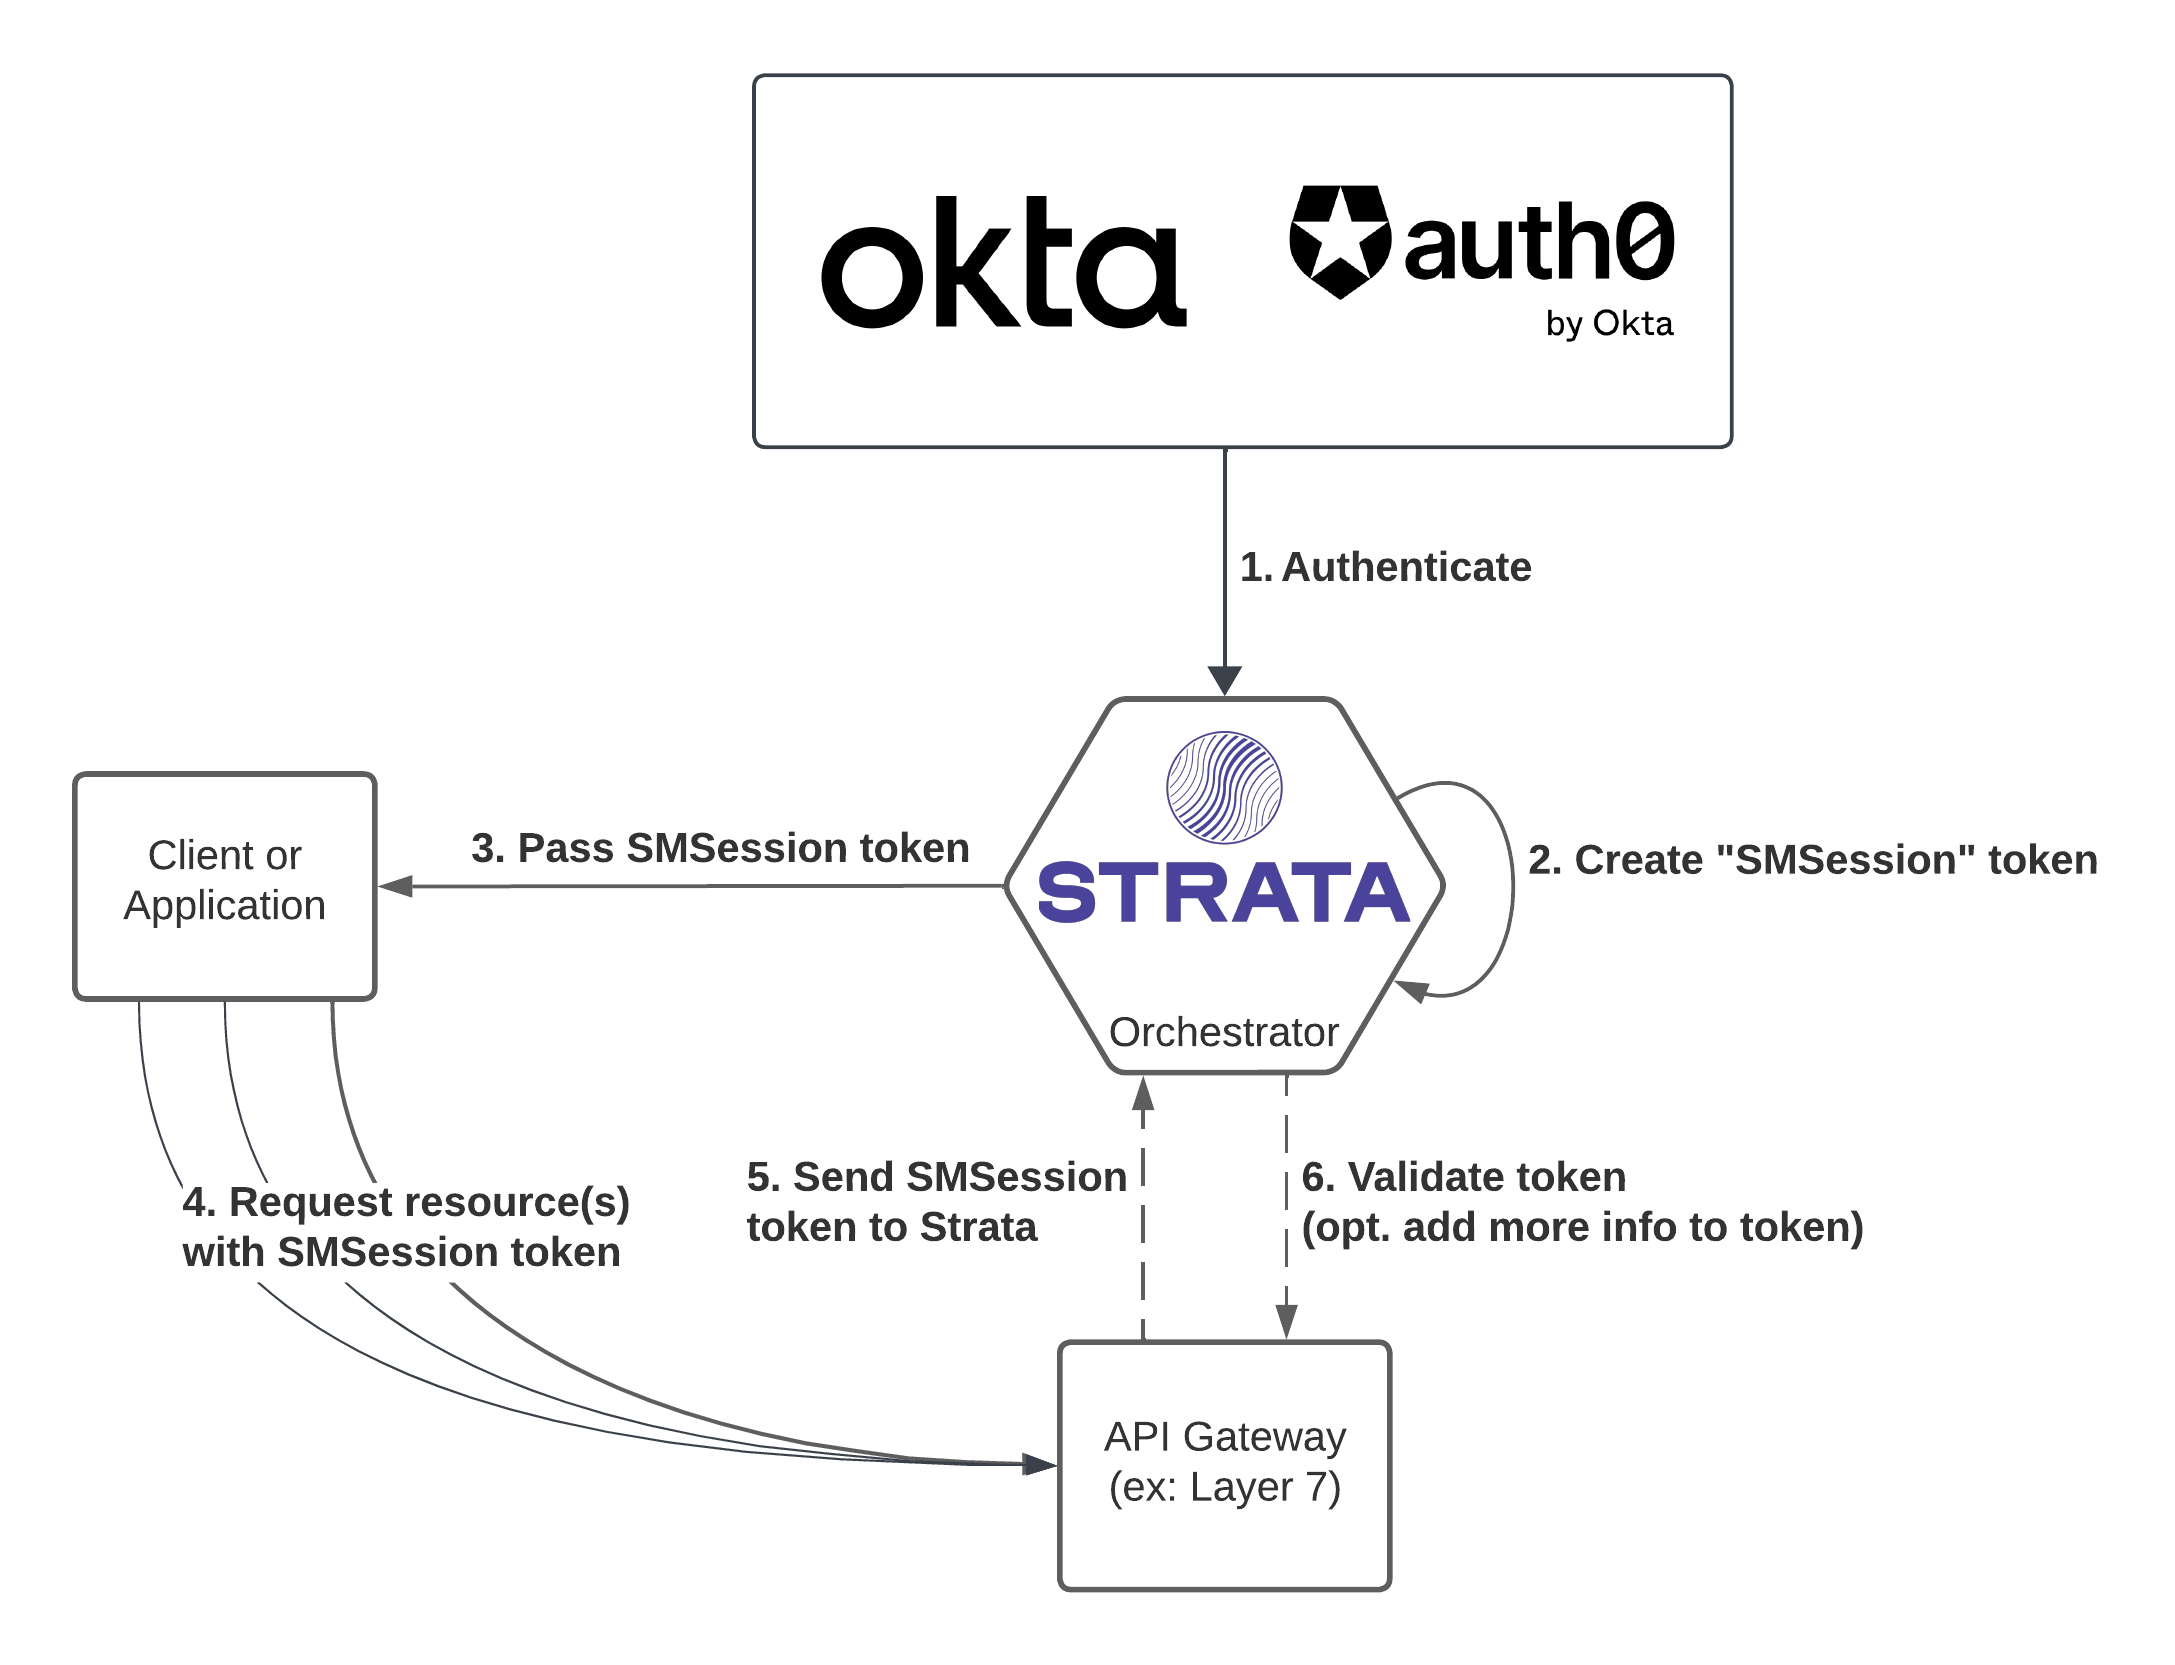 okta
auth0
by Okta
1. Authenticate
STRATA
Orchestrator
2. Create "SMSession" token
3. Pass SMSession token
Client or
Application
4. Request resource(s)
with SMSession token
5. Send SMSession
token to Strata
6. Validate token
(opt. add more info to token)
API Gateway
(ex: Layer 7)